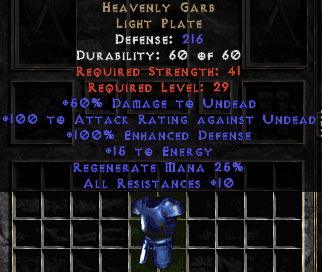 Heavenly Garb
Light Plate
Defense: 216
Durability: 60 of 60
Required Strength: 41
Required Level: 29
+50% Damage to Undead
+100 to Attack Rating against Undead
+100% Enhanced Defense
+15 to Energy
Regenerate Mana 25%
All Resistances +10